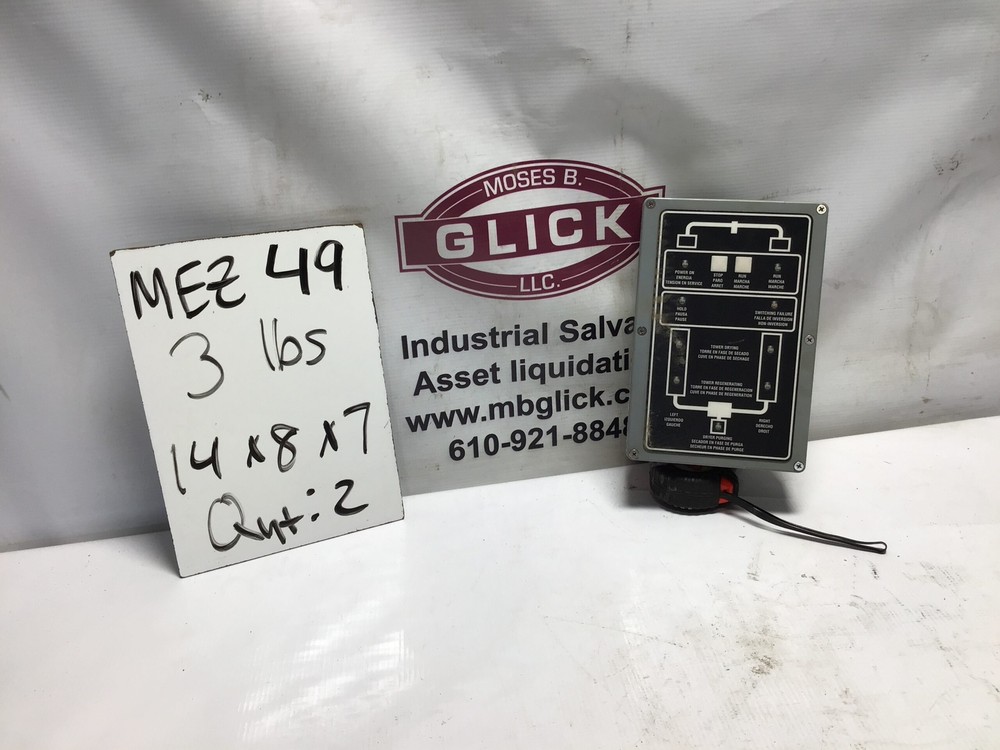 MEZ 49
3 lbs
14 x 8 x 7
Qyt: 2
MOSES B.
GLICK
LLC.
Industrial Salva
Asset liquidati
www.mbglick.c
610-921-8848
POWER ON
ENERGIA
TENSION EN SERVICE
STOP
PARO
ARRET
RUN
MARCHA
MARCHE
RUN
MARCHA
MARCHE
HOLD
PAUSA
PAUSE
SWITCHING FAILURE
FALLA DE INVERSION
NON-INVERSION
TOWER DRYING
TORRE EN FASE DE SECADO
CUVE EN PHASE DE SECHAGE
TOWER REGENERATING
TORRE EN FASE DE REGENERACION
CUVE EN PHASE DE REGENERATION
LEFT
IZQUIERDO
GAUCHE
RIGHT
DERECHO
DROIT
DRYER PURGING
SECADOR EN FASE DE PURGA
SECHEUR EN PHASE DE PURGE